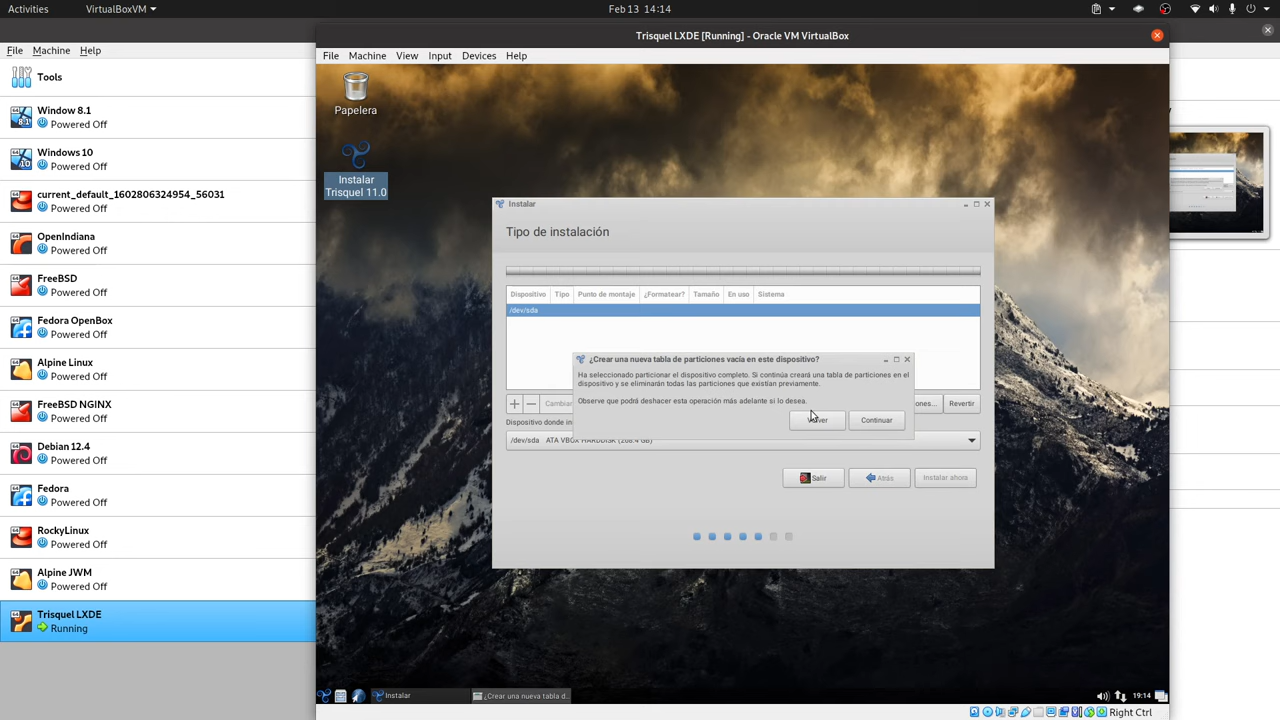 Activities
VirtualBoxVM
Feb 13 14:14
File Machine Help
Tools
Window 8.1
Powered Off
Windows 10
Powered Off
current_default_1602806324954_56031
Powered Off
OpenIndiana
Powered Off
FreeBSD
Powered Off
Fedora OpenBox
Powered Off
Alpine Linux
Powered Off
FreeBSD NGINX
Powered Off
Debian 12.4
Powered Off
Fedora
Powered Off
RockyLinux
Powered Off
Alpine JWM
Powered Off
Trisquel LXDE
Running
Trisquel LXDE [Running] - Oracle VM VirtualBox
File Machine View Input Devices Help
Papelera
Instalar
Trisquel 11.0
Instalar
Tipo de instalación
Dispositivo Tipo Punto de montaje ¿Formatear? Tamaño En uso Sistema
/dev/sda
¿Crear una nueva tabla de particiones vacía en este dispositivo?
Ha seleccionado particionar el dispositivo completo. Si continúa creará una tabla de particiones en el
dispositivo y se eliminarán todas las particiones que existían previamente.
Observe que podrá deshacer esta operación más adelante si lo desea.
Continuar
+ − Cambiar ones... Revertir
Dispositivo donde in
/dev/sda ATA VBOX HARDDISK
Salir Atrás Instalar ahora
Instalar
¿Crear una nueva tabla d...
19:14
Right Ctrl